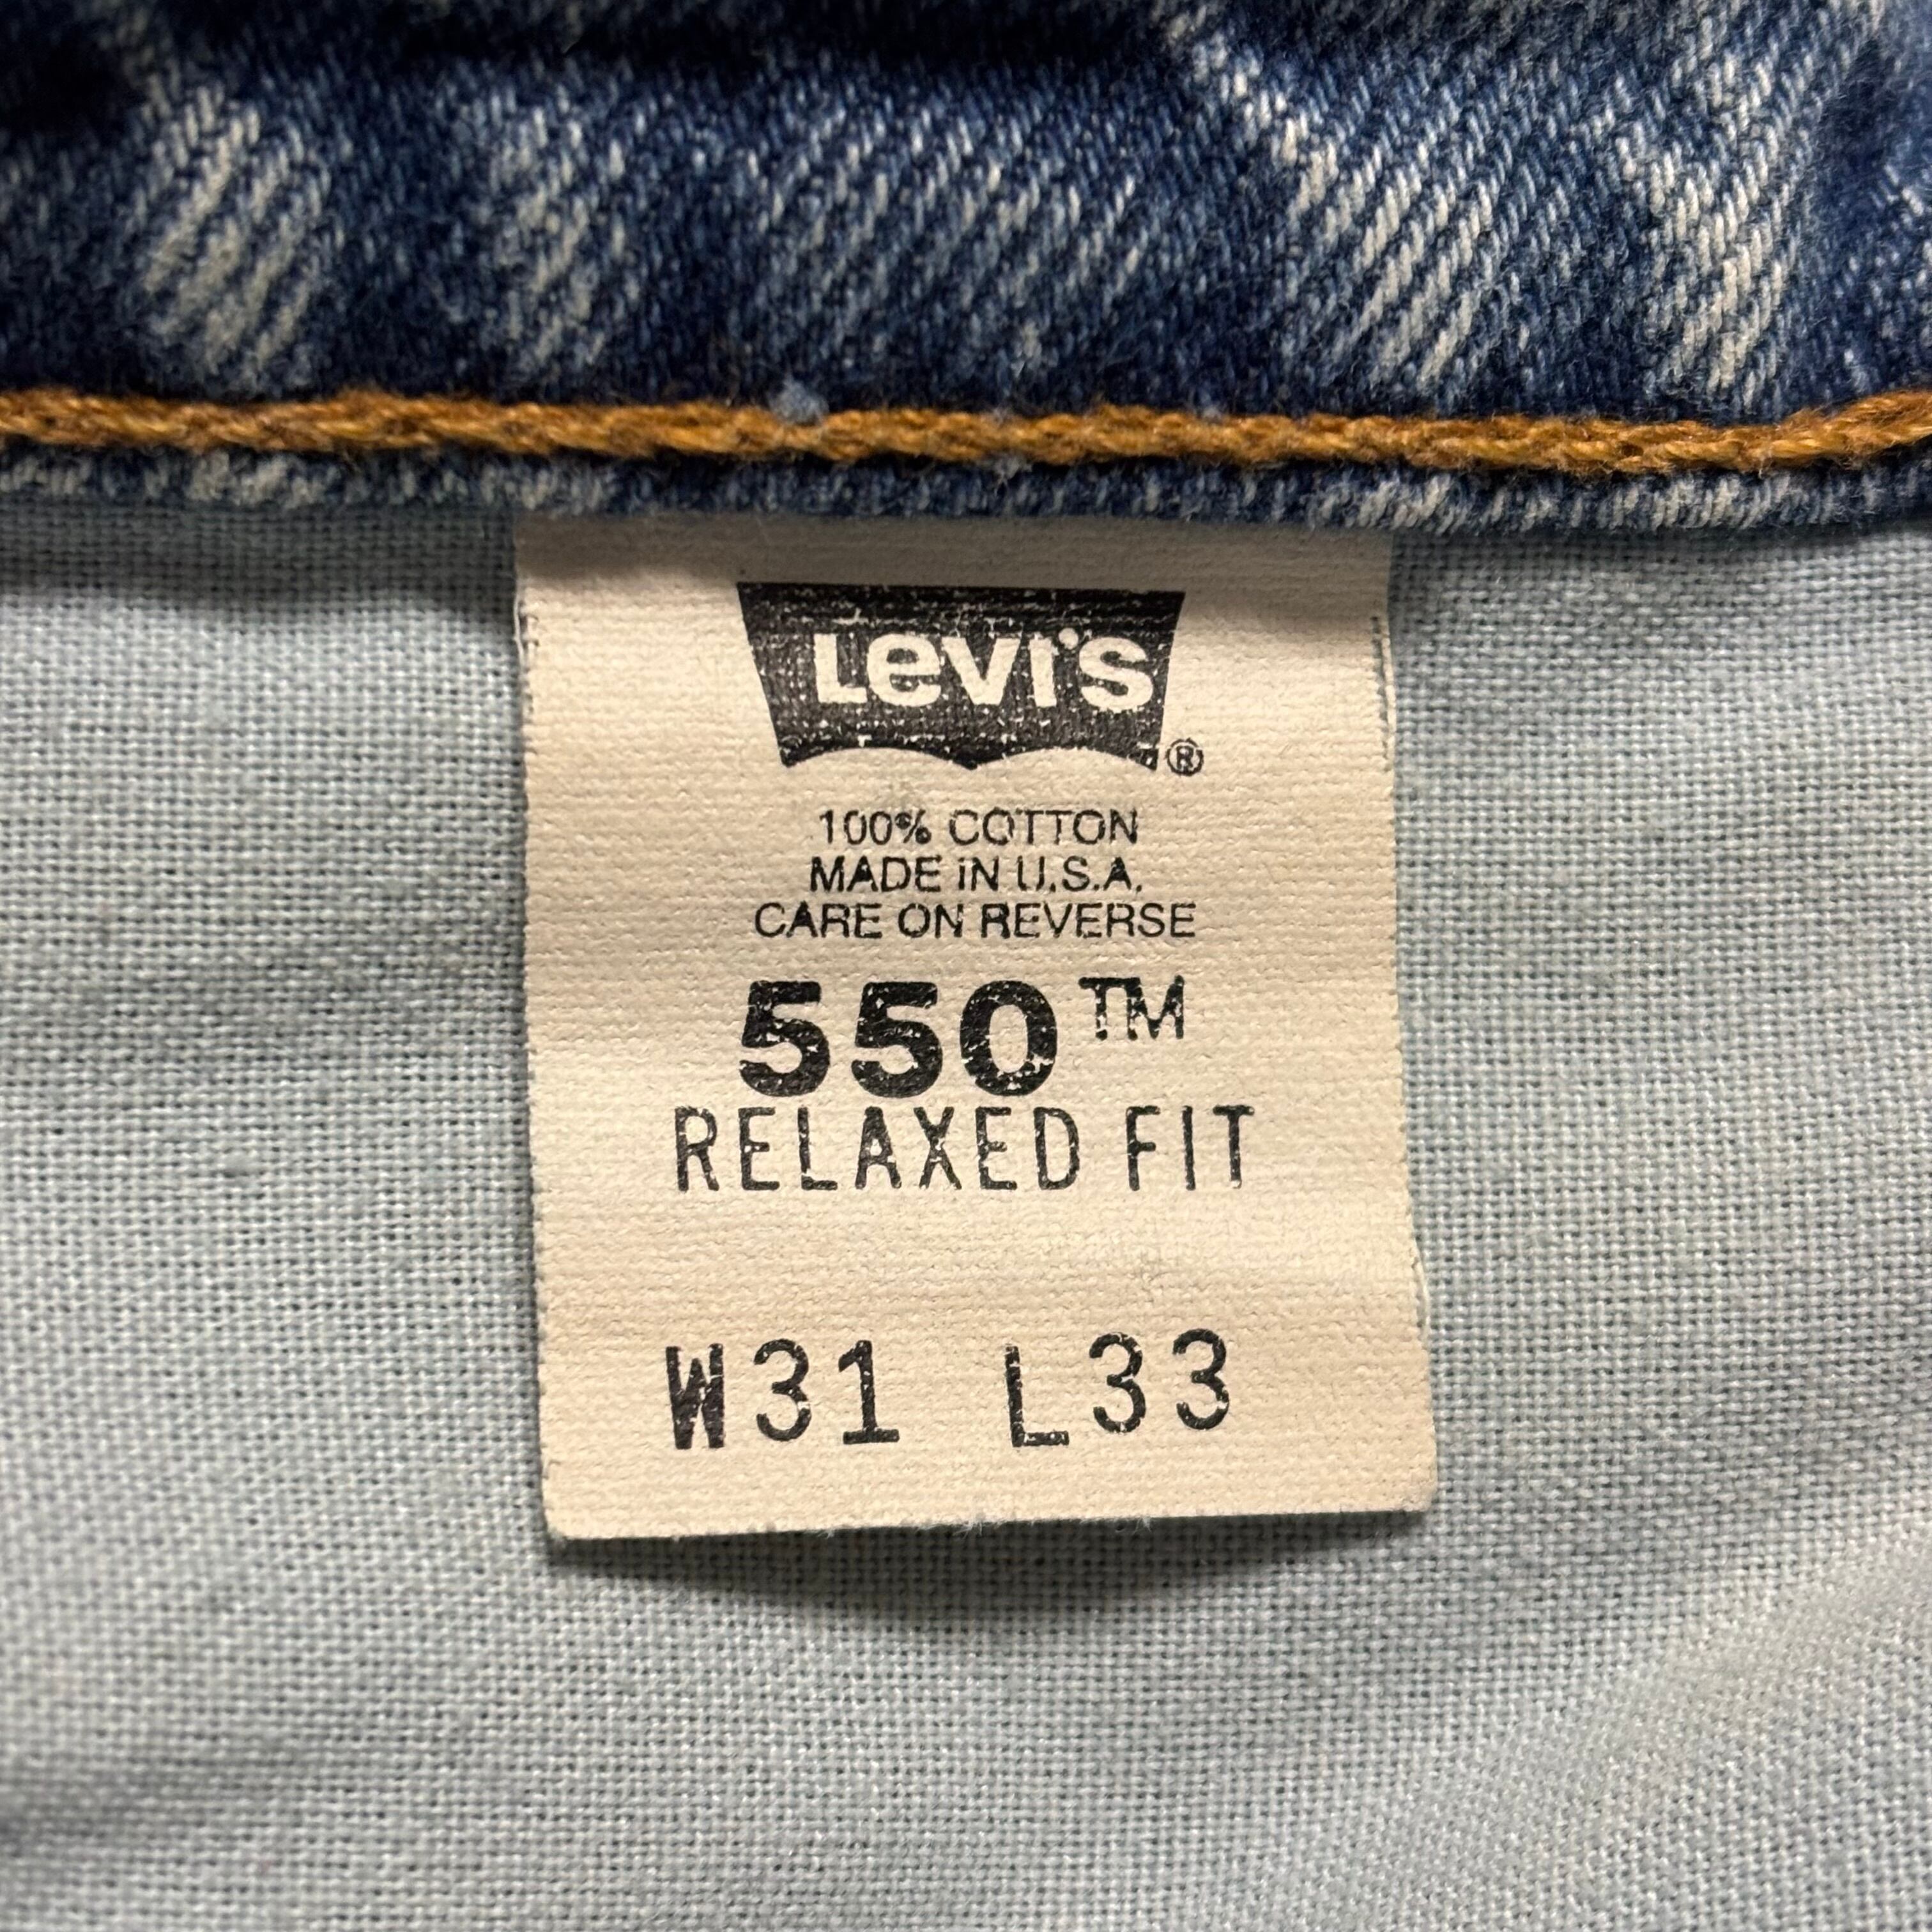 Levi's®
100% COTTON
MADE IN U.S.A.
CARE ON REVERSE
550™
RELAXED FIT
W31 L33